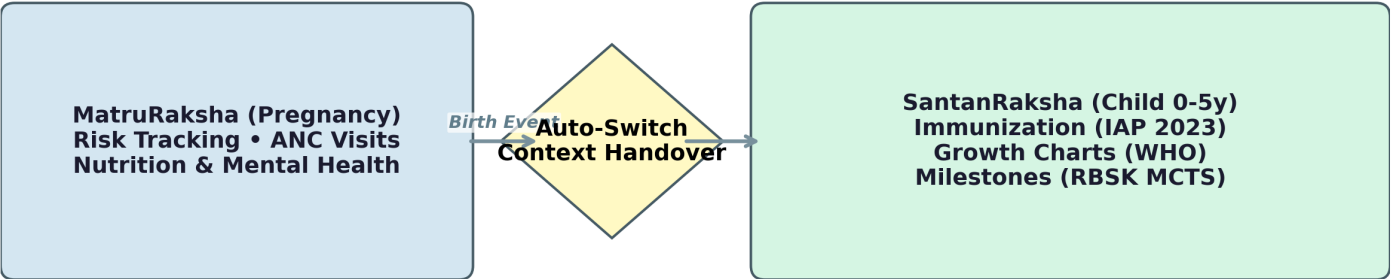 MatruRaksha (Pregnancy)
Risk Tracking • ANC Visits
Nutrition & Mental Health
Birth Event
Auto-Switch
Context Handover
SantanRaksha (Child 0-5y)
Immunization (IAP 2023)
Growth Charts (WHO)
Milestones (RBSK MCTS)